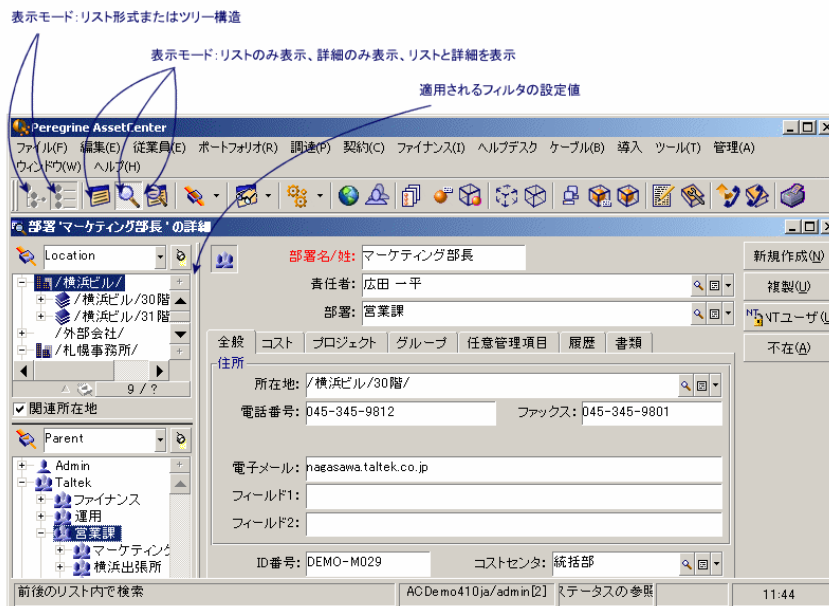 表示モード：リスト形式またはツリー構造
表示モード：リストのみ表示、詳細のみ表示、リストと詳細を表示
適用されるフィルタの設定値
Peregrine AssetCenter
ファイル(F) 編集(E) 従業員(E) ポートフォリオ(R) 調達(P) 契約(C) ファイナンス(I) ヘルプデスク ケーブル(B) 導入 ツール(T) 管理(A)
ウィンドウ(W) ヘルプ(H)
部署'マーケティング部長'の詳細
Location
/横浜ビル/
/横浜ビル/30階
/横浜ビル/31階
/外部会社/
/札幌事務所/
9 / ?
関連所在地
Parent
Admin
Taltek
ファイナンス
運用
営業課
マーケティング
横浜出張所
部署名/姓: マーケティング部長
責任者: 広田 一平
部署: 営業課
全般 コスト プロジェクト グループ 任意管理項目 履歴 書類
住所
所在地: /横浜ビル/30階/
電話番号: 045-345-9812 ファックス: 045-345-9801
電子メール: nagasawa.taltek.co.jp
フィールド1:
フィールド2:
ID番号: DEMO-M029 コストセンタ: 統括部
新規作成(N)
複製(U)
NTユーザ(U
不在(A)
前後のリスト内で検索 ACDemo410ja/admin[2] ステータスの参照 11:44